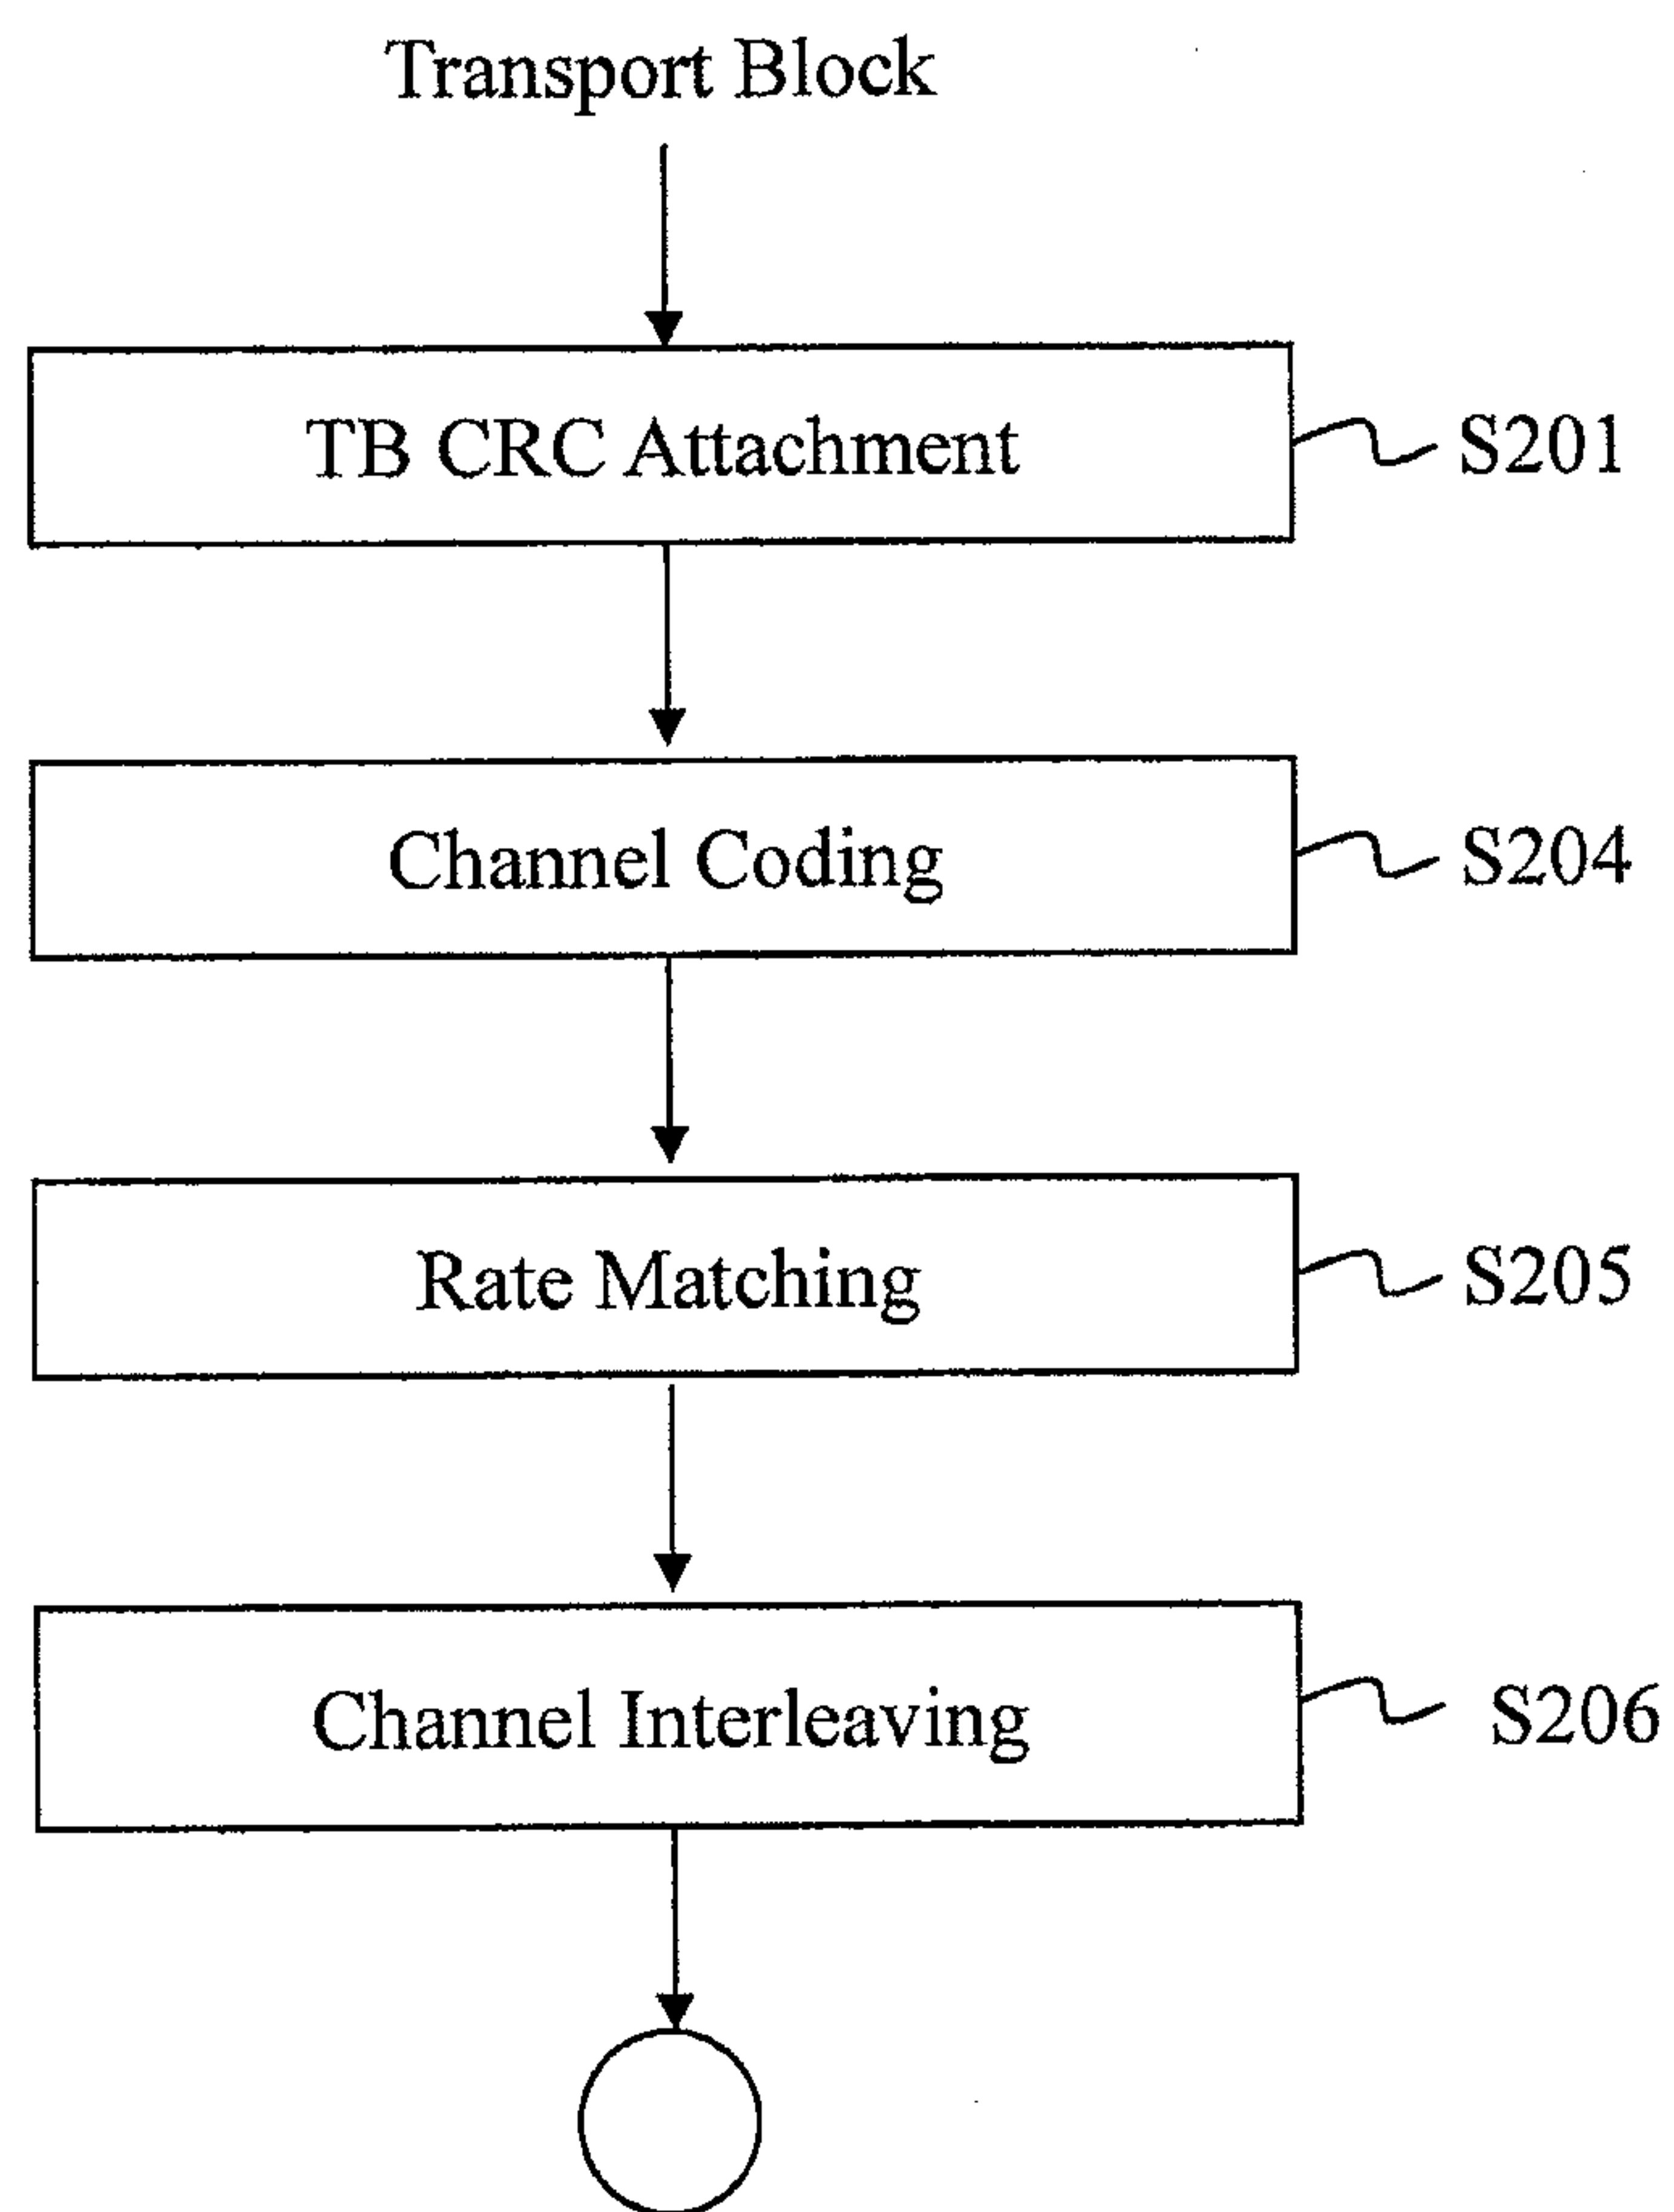 Transport Block
TB CRC Attachment
S201
Channel Coding
S204
Rate Matching
S205
Channel Interleaving
S206